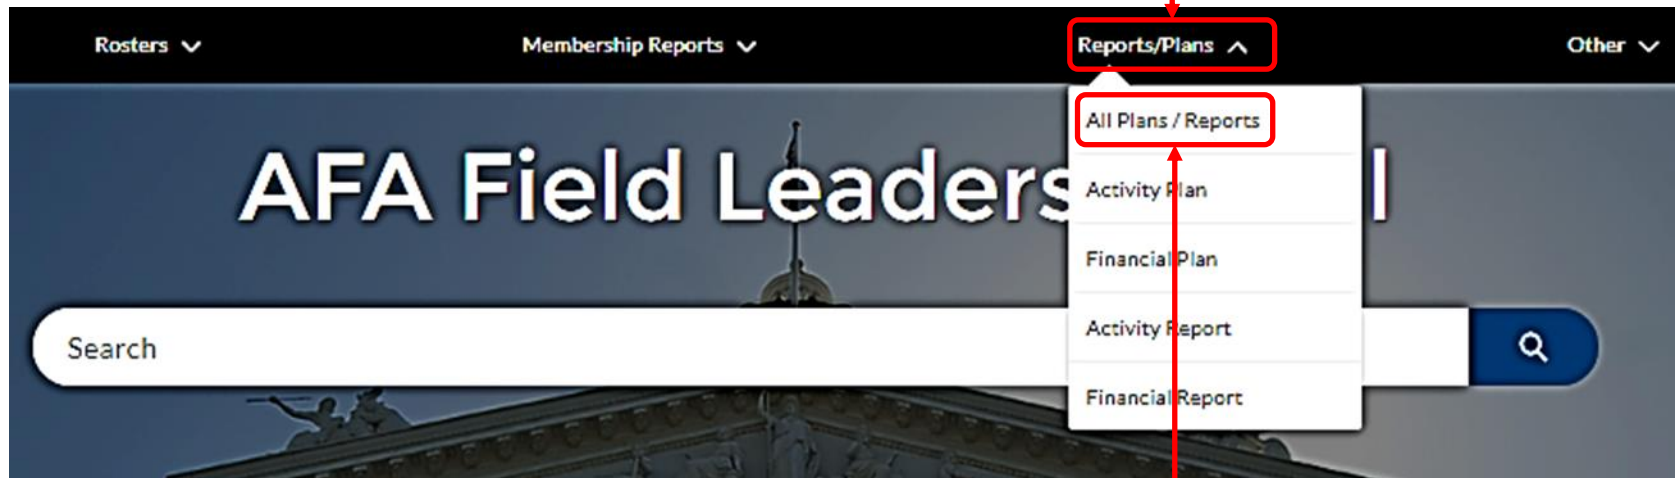 Rosters
Membership Reports
Reports/Plans
Other
All Plans / Reports
AFA Field Leaders
l
Activity Plan
Financial Plan
Activity Report
Search
Financial Report